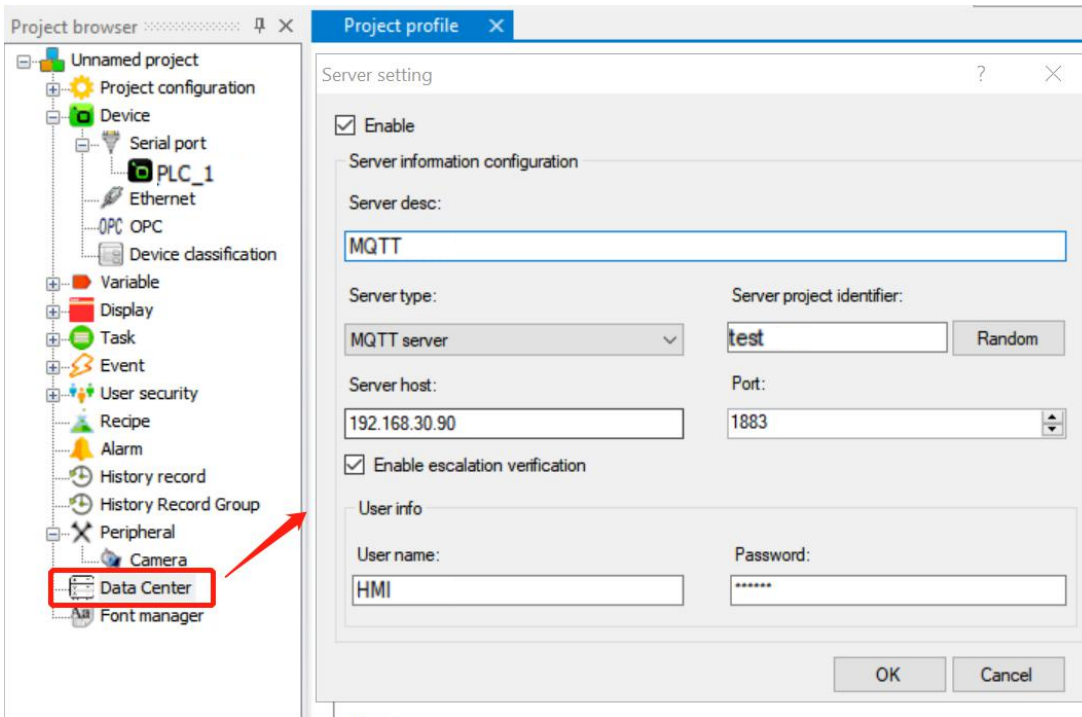 Project browser
Unnamed project
Project configuration
Device
Serial port
PLC_1
Ethernet
OPC OPC
Device classification
Variable
Display
Task
Event
User security
Recipe
Alarm
History record
History Record Group
Peripheral
Camera
Data Center
Aa Font manager
Project profile
Server setting ?
Enable
Server information configuration
Server desc:
MQTT
Server type: Server project identifier:
MQTT server test Random
Server host: Port:
192.168.30.90 1883
Enable escalation verification
User info
User name: Password:
HMI ******
OK Cancel